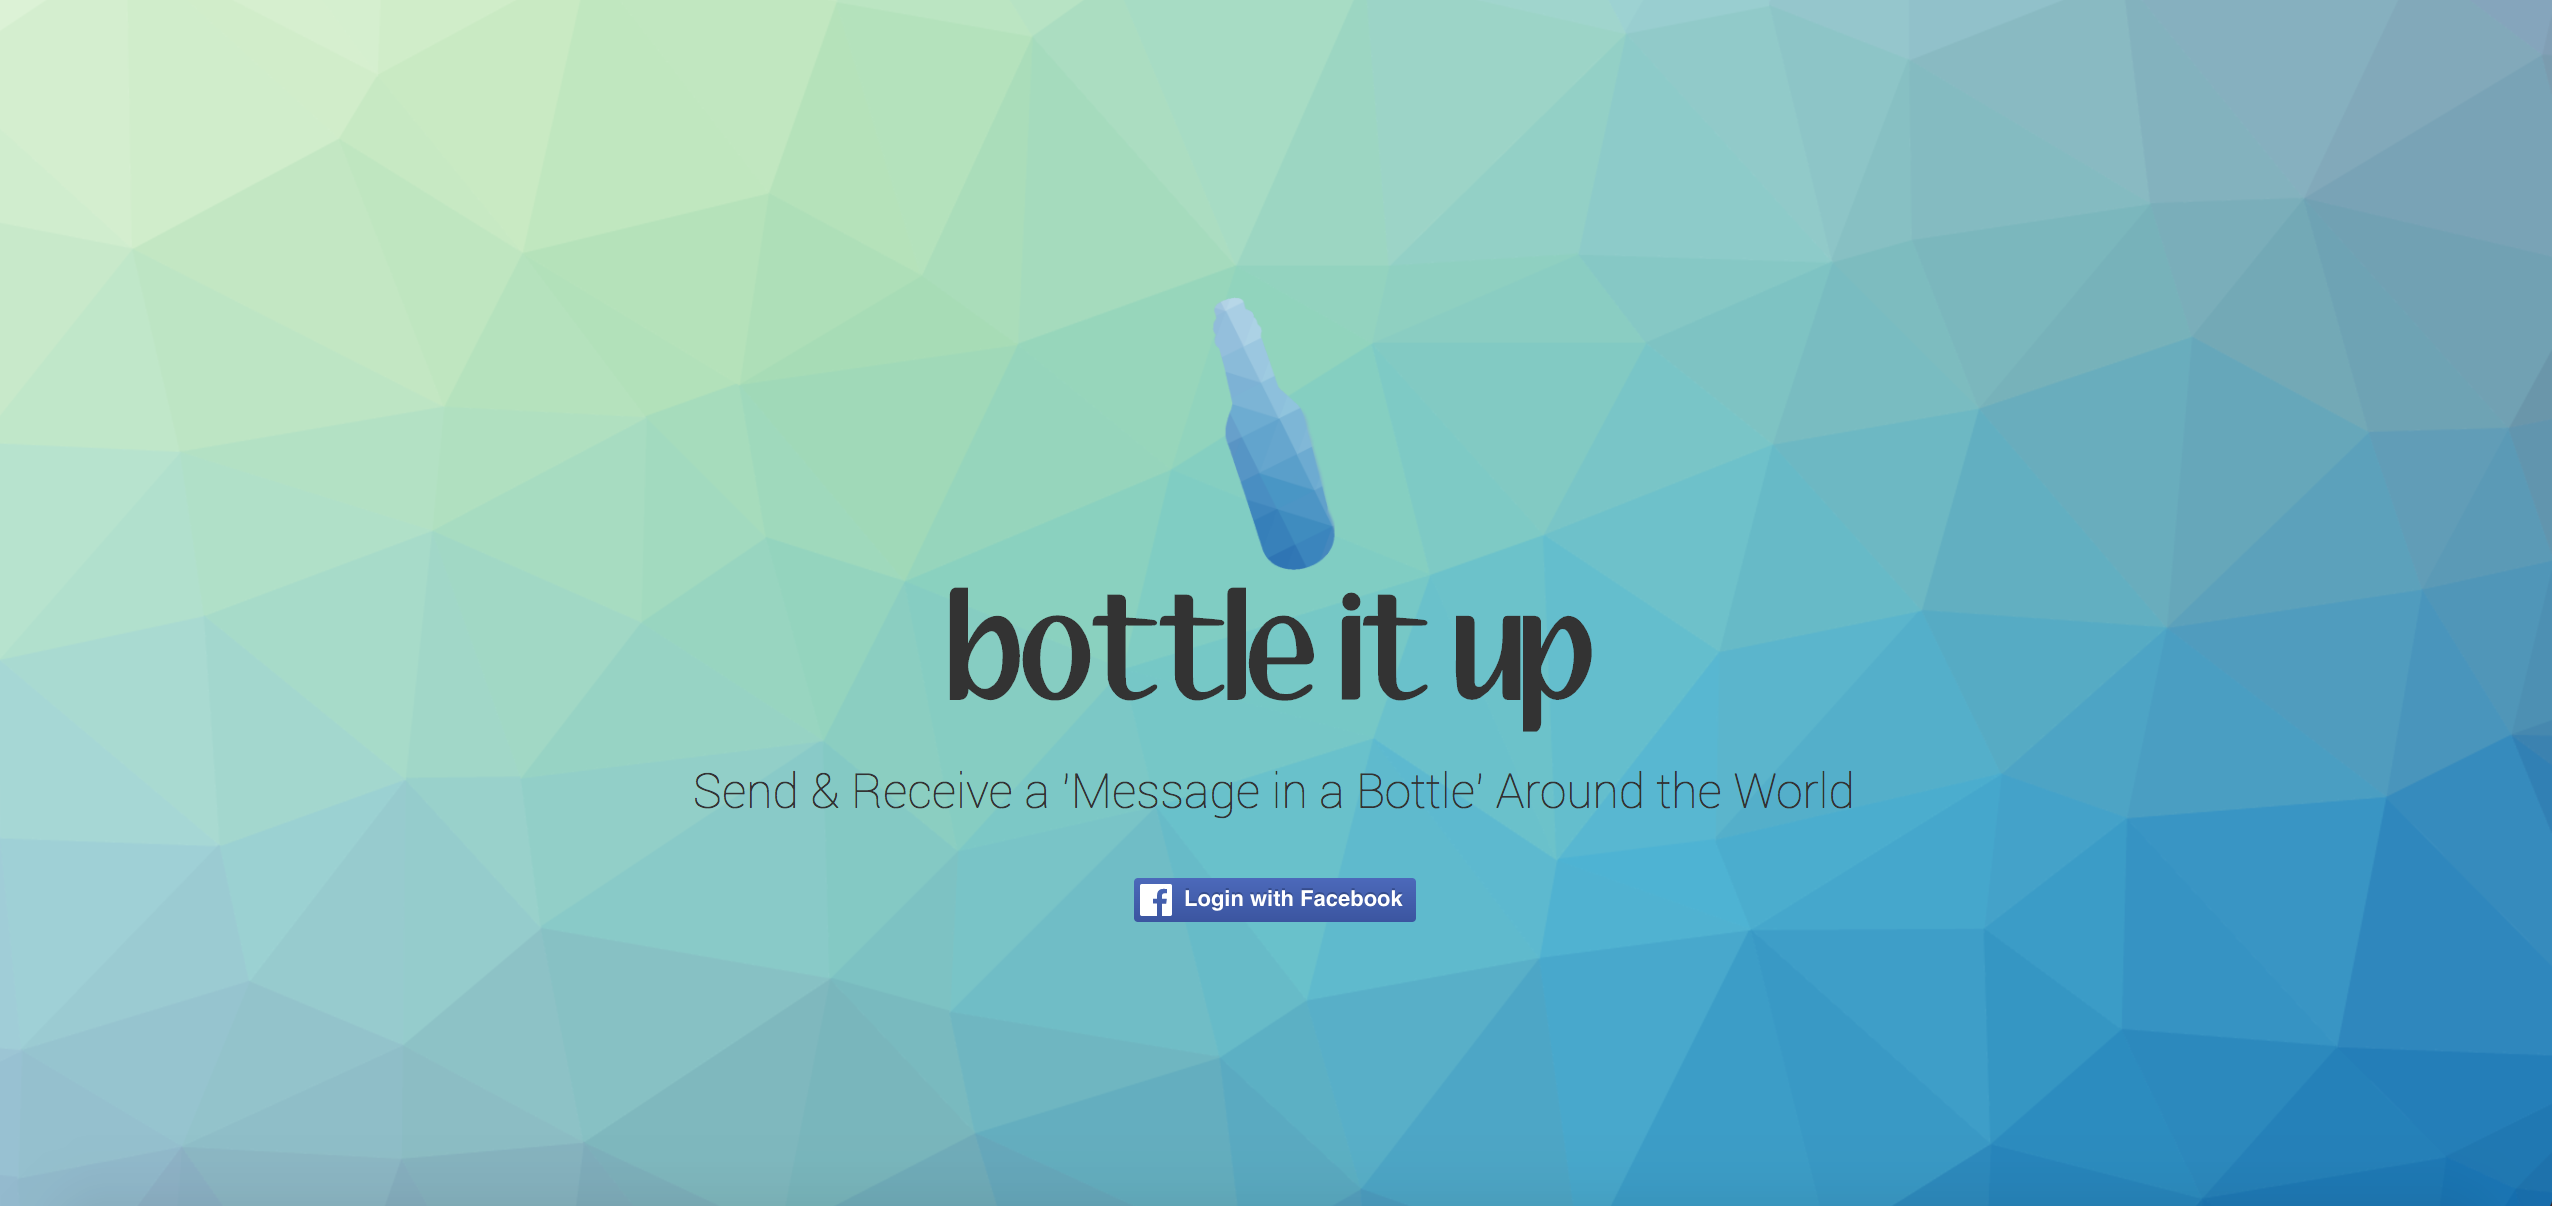 bottle it up
Send & Receive a 'Message in a Bottle' Around the World
Login with Facebook